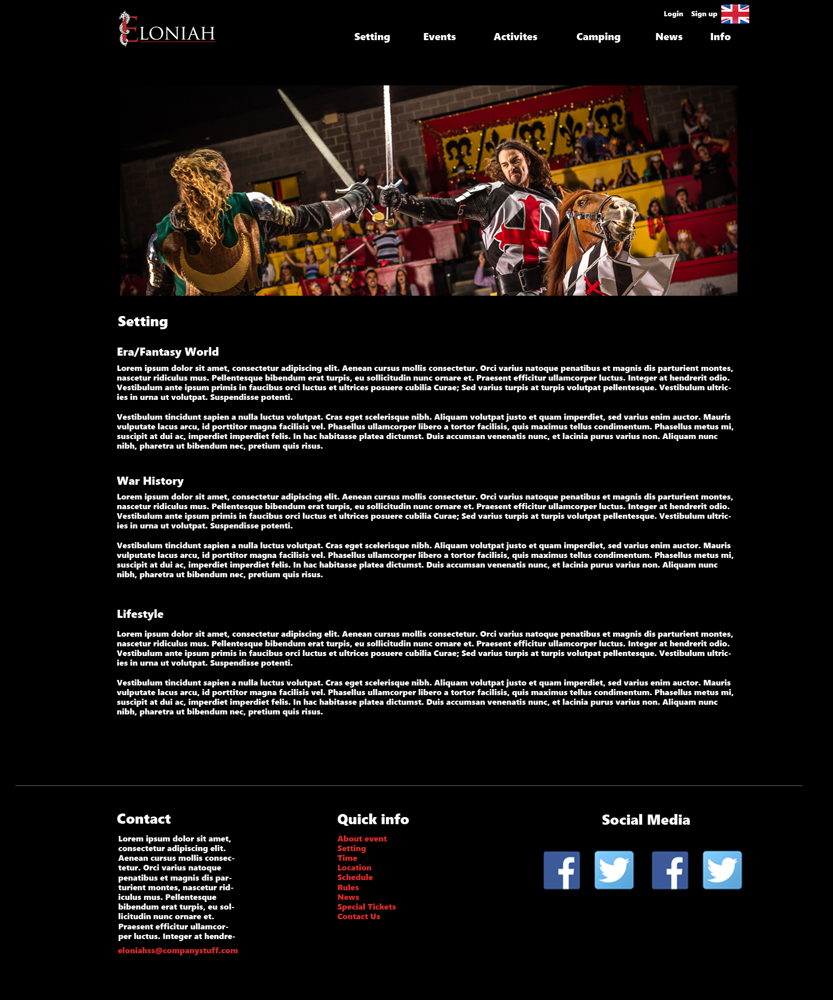 Login Sign up
ELONIAH
Setting Events Activites Camping News Info
Setting
Era/Fantasy World
Lorem ipsum dolor sit amet, consectetur adipiscing elit. Aenean cursus mollis consectetur. Orci varius natoque penatibus et magnis dis parturient montes,
nascetur ridiculus mus. Pellentesque bibendum erat turpis, eu sollicitudin nunc ornare et. Praesent efficitur ullamcorper luctus. Integer at hendrerit odio.
Vestibulum ante ipsum primis in faucibus orci luctus et ultrices posuere cubilia Curae; Sed varius turpis at turpis volutpat pellentesque. Vestibulum ultric-
ies in urna ut volutpat. Suspendisse potenti.
Vestibulum tincidunt sapien a nulla luctus volutpat. Cras eget scelerisque nibh. Aliquam volutpat justo et quam imperdiet, sed varius enim auctor. Mauris
vulputate lacus arcu, id porttitor magna facilisis vel. Phasellus ullamcorper libero a tortor facilisis, quis maximus tellus condimentum. Phasellus metus mi,
suscipit at dui ac, imperdiet imperdiet felis. In hac habitasse platea dictumst. Duis accumsan venenatis nunc, et lacinia purus varius non. Aliquam nunc
nibh, pharetra ut bibendum nec, pretium quis risus.
War History
Lorem ipsum dolor sit amet, consectetur adipiscing elit. Aenean cursus mollis consectetur. Orci varius natoque penatibus et magnis dis parturient montes,
nascetur ridiculus mus. Pellentesque bibendum erat turpis, eu sollicitudin nunc ornare et. Praesent efficitur ullamcorper luctus. Integer at hendrerit odio.
Vestibulum ante ipsum primis in faucibus orci luctus et ultrices posuere cubilia Curae; Sed varius turpis at turpis volutpat pellentesque. Vestibulum ultric-
ies in urna ut volutpat. Suspendisse potenti.
Vestibulum tincidunt sapien a nulla luctus volutpat. Cras eget scelerisque nibh. Aliquam volutpat justo et quam imperdiet, sed varius enim auctor. Mauris
vulputate lacus arcu, id porttitor magna facilisis vel. Phasellus ullamcorper libero a tortor facilisis, quis maximus tellus condimentum. Phasellus metus mi,
suscipit at dui ac, imperdiet imperdiet felis. In hac habitasse platea dictumst. Duis accumsan venenatis nunc, et lacinia purus varius non. Aliquam nunc
nibh, pharetra ut bibendum nec, pretium quis risus.
Lifestyle
Lorem ipsum dolor sit amet, consectetur adipiscing elit. Aenean cursus mollis consectetur. Orci varius natoque penatibus et magnis dis parturient montes,
nascetur ridiculus mus. Pellentesque bibendum erat turpis, eu sollicitudin nunc ornare et. Praesent efficitur ullamcorper luctus. Integer at hendrerit odio.
Vestibulum ante ipsum primis in faucibus orci luctus et ultrices posuere cubilia Curae; Sed varius turpis at turpis volutpat pellentesque. Vestibulum ultric-
ies in urna ut volutpat. Suspendisse potenti.
Vestibulum tincidunt sapien a nulla luctus volutpat. Cras eget scelerisque nibh. Aliquam volutpat justo et quam imperdiet, sed varius enim auctor. Mauris
vulputate lacus arcu, id porttitor magna facilisis vel. Phasellus ullamcorper libero a tortor facilisis, quis maximus tellus condimentum. Phasellus metus mi,
suscipit at dui ac, imperdiet imperdiet felis. In hac habitasse platea dictumst. Duis accumsan venenatis nunc, et lacinia purus varius non. Aliquam nunc
nibh, pharetra ut bibendum nec, pretium quis risus.
Contact
Lorem ipsum dolor sit amet,
consectetur adipiscing elit.
Aenean cursus mollis consec-
tetur. Orci varius natoque
penatibus et magnis dis par-
turient montes, nascetur rid-
iculus mus. Pellentesque
bibendum erat turpis, eu sol-
licitudin nunc ornare et.
Praesent efficitur ullamcor-
per luctus. Integer at hendre-
eloniahss@companystuff.com
Quick info
About event
Setting
Time
Location
Schedule
Rules
News
Special Tickets
Contact Us
Social Media